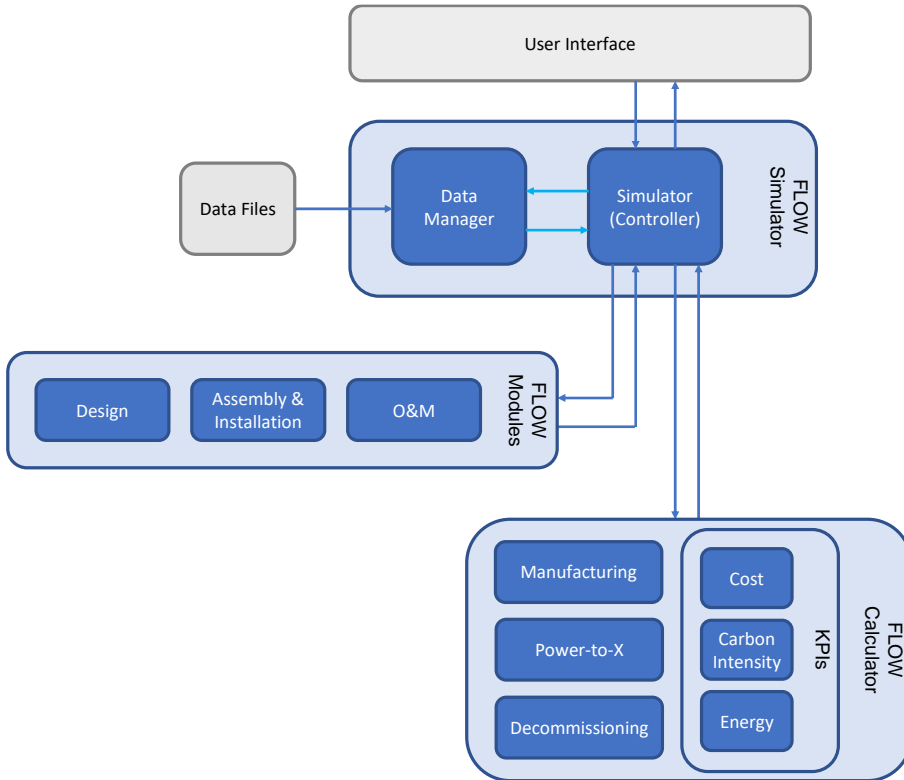 User Interface
Data Files
Data
Manager
Simulator
(Controller)
FLOW
Simulator
Design
Assembly &
Installation
O&M
FLOW
Modules
Manufacturing
Power-to-X
Decommissioning
Cost
Carbon
Intensity
Energy
KPIs
FLOW
Calculator